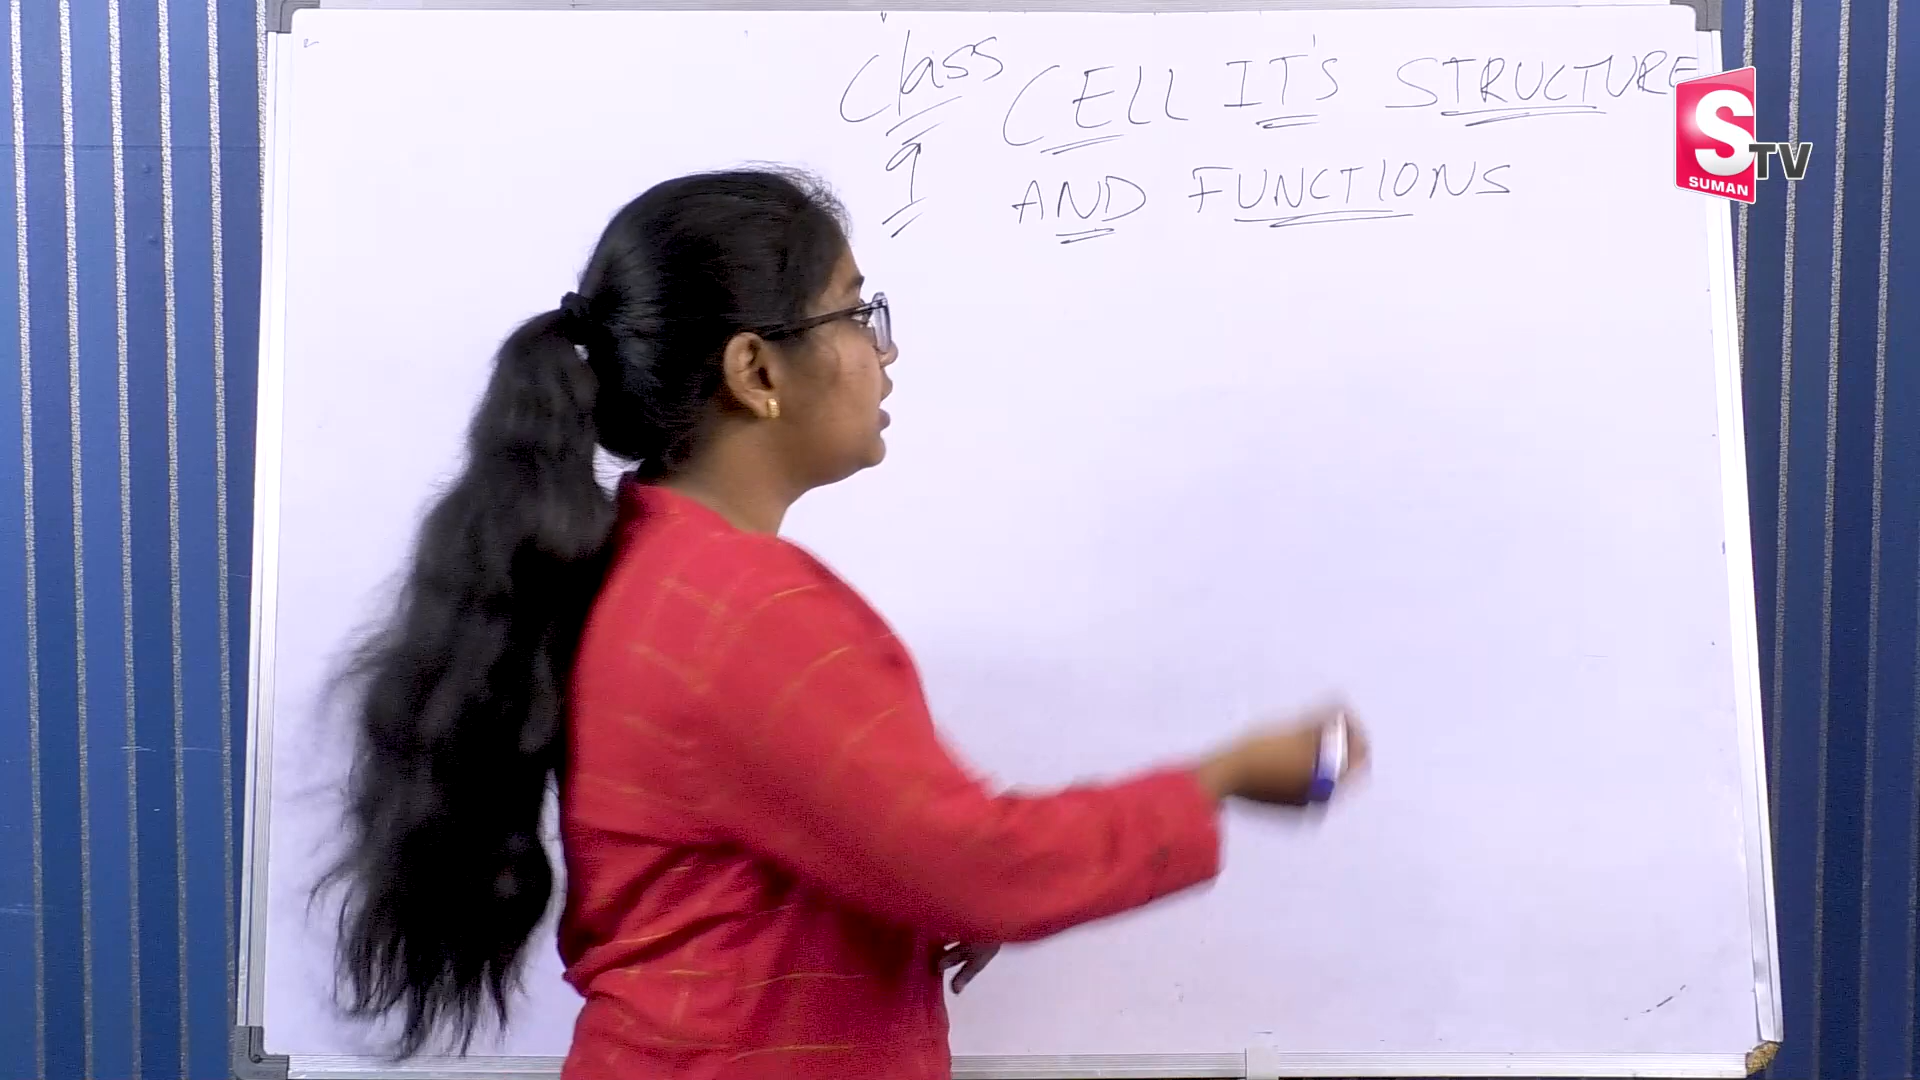 Class
9
CELL IT'S STRUCTURE
AND FUNCTIONS
S TV
SUMAN